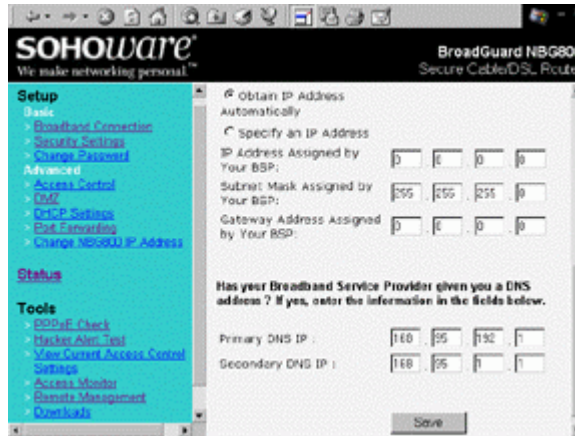 SOHOware
We make networking personal.™
BroadGuard NBG80
Secure Cable/DSL Route
Setup
Basic
> Broadband Connection
> Security Settings
> Change Password
Advanced
> Access Control
> DMZ
> DHCP Settings
> Port Forwarding
> Change NBG800 IP Address
Status
Tools
> PPPoE Check
> Hacker Alert Test
> View Current Access Control
Settings
> Access Monitor
> Remote Management
> Downloads
Obtain IP Address
Automatically
Specify an IP Address
IP Address Assigned by
Your BSP: 0 . 0 . 0 . 0
Subnet Mask Assigned by
Your BSP: 255 . 255 . 255 . 0
Gateway Address Assigned
by Your BSP: 0 . 0 . 0 . 0
Has your Broadband Service Provider given you a DNS
address ? If yes, enter the information in the fields below.
Primary DNS IP : 168 . 95 . 192 . 1
Secondary DNS IP : 168 . 95 . 1 . 1
Save